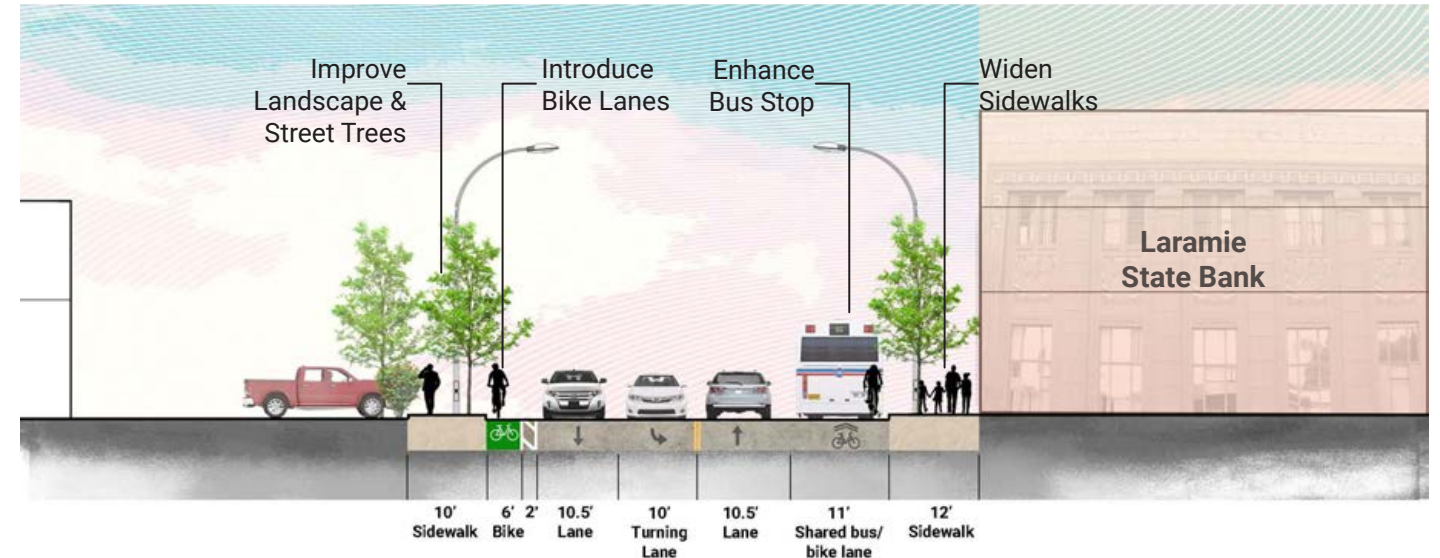 Improve
Landscape &
Street Trees
Introduce
Bike Lanes
Enhance
Bus Stop
Widen
Sidewalks
Laramie
State Bank
10'
Sidewalk
6'
Bike
2'
10.5'
Lane
10'
Turning
Lane
10.5'
Lane
11'
Shared bus/
bike lane
12'
Sidewalk